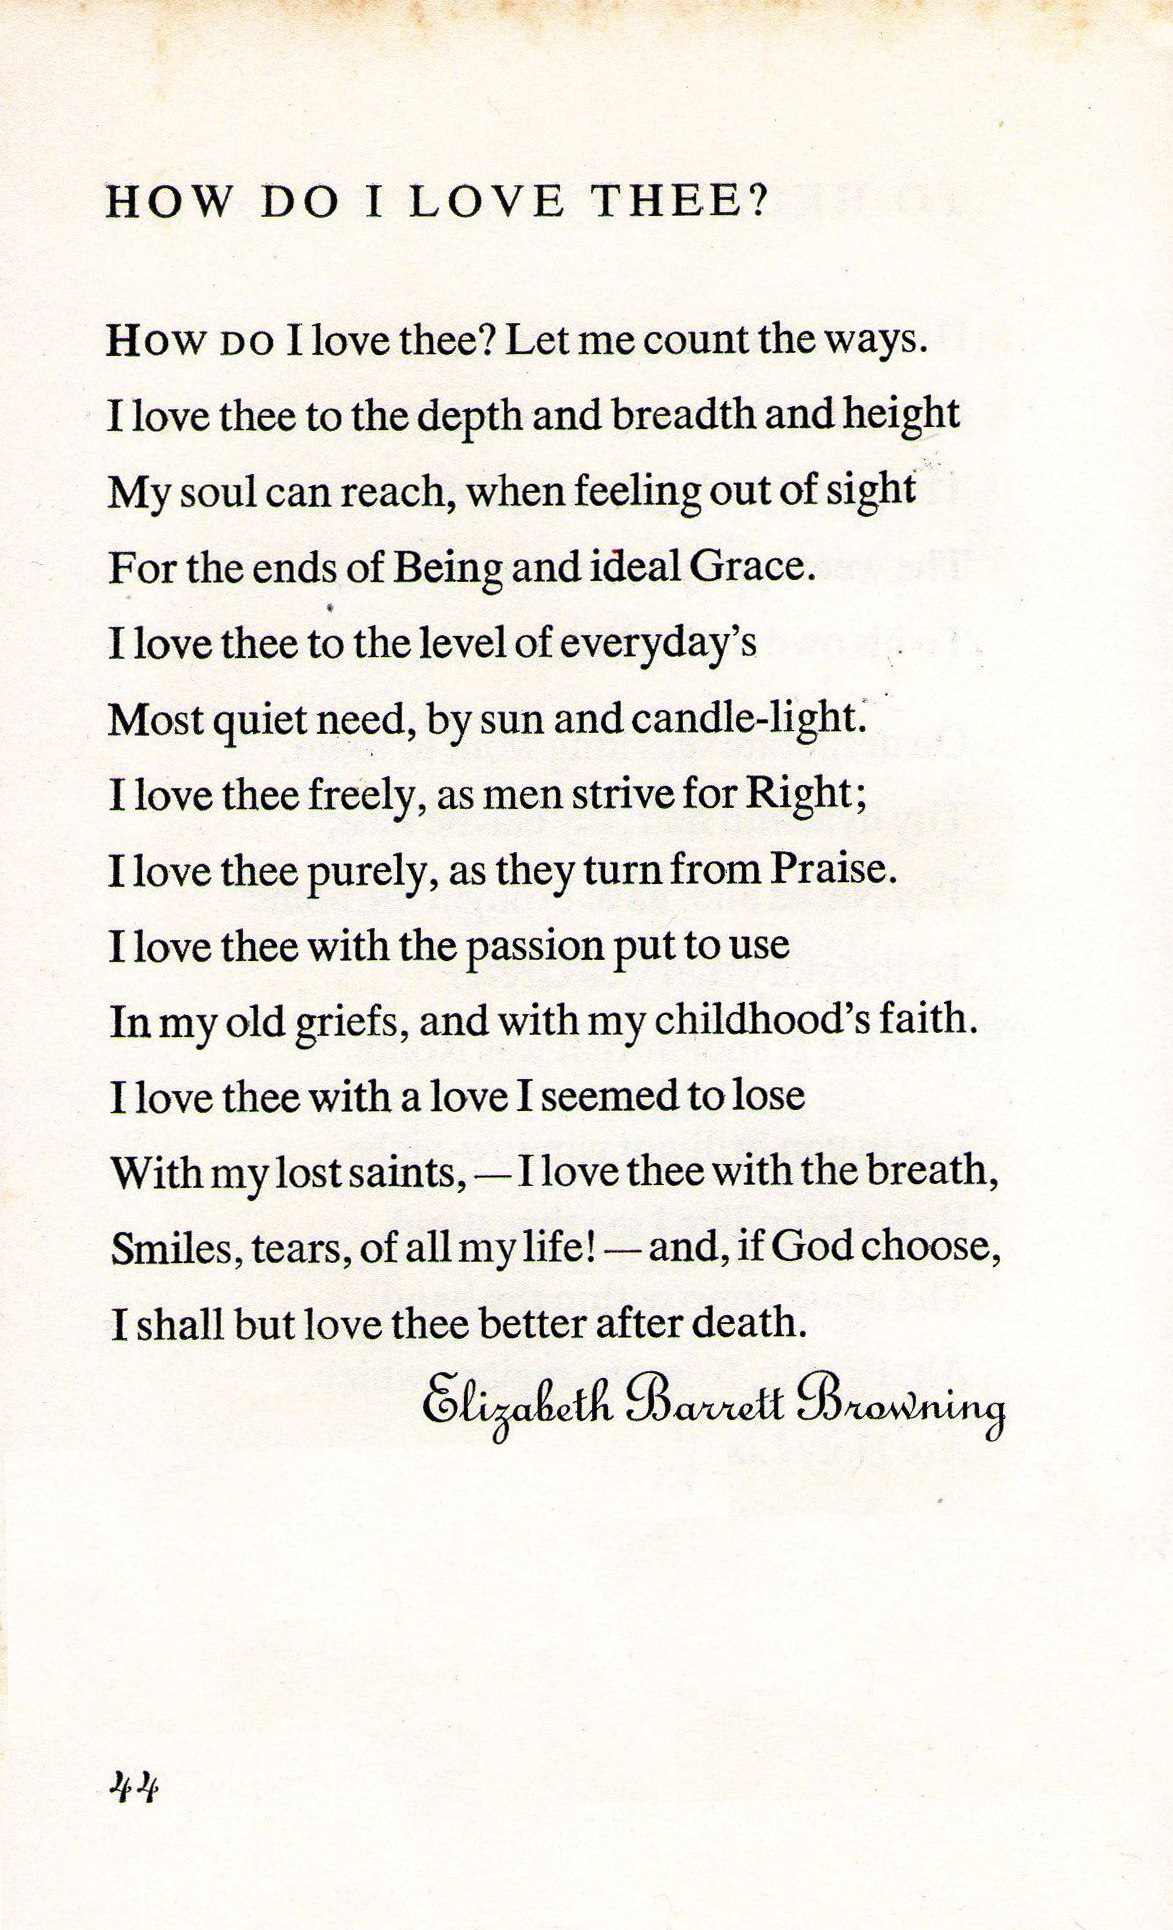 HOW DO I LOVE THEE?
HOW DO I love thee? Let me count the ways.
I love thee to the depth and breadth and height
My soul can reach, when feeling out of sight
For the ends of Being and ideal Grace.
I love thee to the level of everyday's
Most quiet need, by sun and candle-light.
I love thee freely, as men strive for Right;
I love thee purely, as they turn from Praise.
I love thee with the passion put to use
In my old griefs, and with my childhood's faith.
I love thee with a love I seemed to lose
With my lost saints, — I love thee with the breath,
Smiles, tears, of all my life! — and, if God choose,
I shall but love thee better after death.
Elizabeth Barrett Browning
44